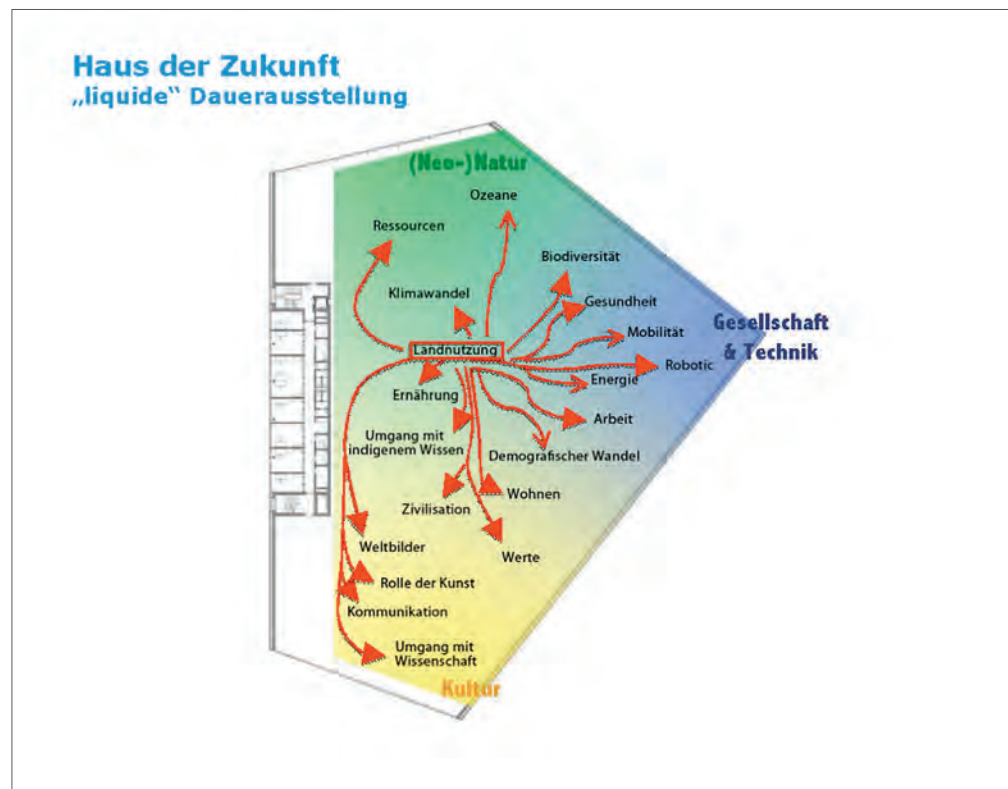 Haus der Zukunft
„liquide“ Dauerausstellung
(Neo-)Natur
Ozeane
Ressourcen
Biodiversität
Klimawandel
Gesundheit
Gesellschaft
& Technik
Mobilität
Landnutzung
Robotic
Energie
Ernährung
Arbeit
Umgang mit
indigenem Wissen
Demografischer Wandel
Wohnen
Zivilisation
Weltbilder
Werte
Rolle der Kunst
Kommunikation
Umgang mit
Wissenschaft
Kultur